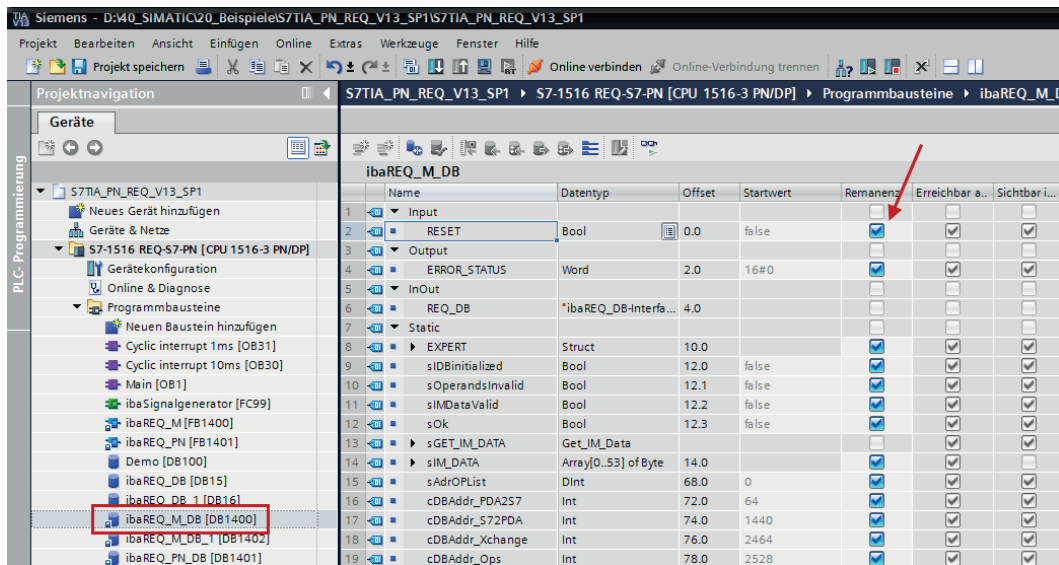 Siemens - D:\40_SIMATIC\20_Beispiele\S7TIA_PN_REQ_V13_SP1\S7TIA_PN_REQ_V13_SP1
Projekt Bearbeiten Ansicht Einfügen Online Extras Werkzeuge Fenster Hilfe
Projekt speichern Online verbinden Online-Verbindung trennen
Projektnavigation
S7TIA_PN_REQ_V13_SP1 S7-1516 REQ-S7-PN [CPU 1516-3 PN/DP] Programmbausteine ibaREQ_M_D
Geräte
PLC-Programmierung
S7TIA_PN_REQ_V13_SP1
Neues Gerät hinzufügen
Geräte & Netze
S7-1516 REQ-S7-PN [CPU 1516-3 PN/DP]
Gerätekonfiguration
Online & Diagnose
Programmbausteine
Neuen Baustein hinzufügen
Cyclic interrupt 1ms [OB31]
Cyclic interrupt 10ms [OB30]
Main [OB1]
ibaSignalgenerator [FC99]
ibaREQ_M [FB1400]
ibaREQ_PN [FB1401]
Demo [DB100]
ibaREQ_DB [DB15]
ibaREQ_DB_1 [DB16]
ibaREQ_M_DB [DB1400]
ibaREQ_M_DB_1 [DB1402]
ibaREQ_PN_DB [DB1401]
ibaREQ_M_DB
Name Datentyp Offset Startwert Remanenz Erreichbar a.. Sichtbar i...
1 Input
2 RESET Bool 0.0 false
3 Output
4 ERROR_STATUS Word 2.0 16#0
5 InOut
6 REQ_DB "ibaREQ_DB-Interfa... 4.0
7 Static
8 EXPERT Struct 10.0
9 sIDBinitialized Bool 12.0 false
10 sOperandsInvalid Bool 12.1 false
11 sIMDataValid Bool 12.2 false
12 sOk Bool 12.3 false
13 sGET_IM_DATA Get_IM_Data
14 sIM_DATA Array[0..53] of Byte 14.0
15 sAdrOPList DInt 68.0 0
16 cDBAddr_PDA2S7 Int 72.0 64
17 cDBAddr_S72PDA Int 74.0 1440
18 cDBAddr_Xchange Int 76.0 2464
19 cDBAddr_Ops Int 78.0 2528